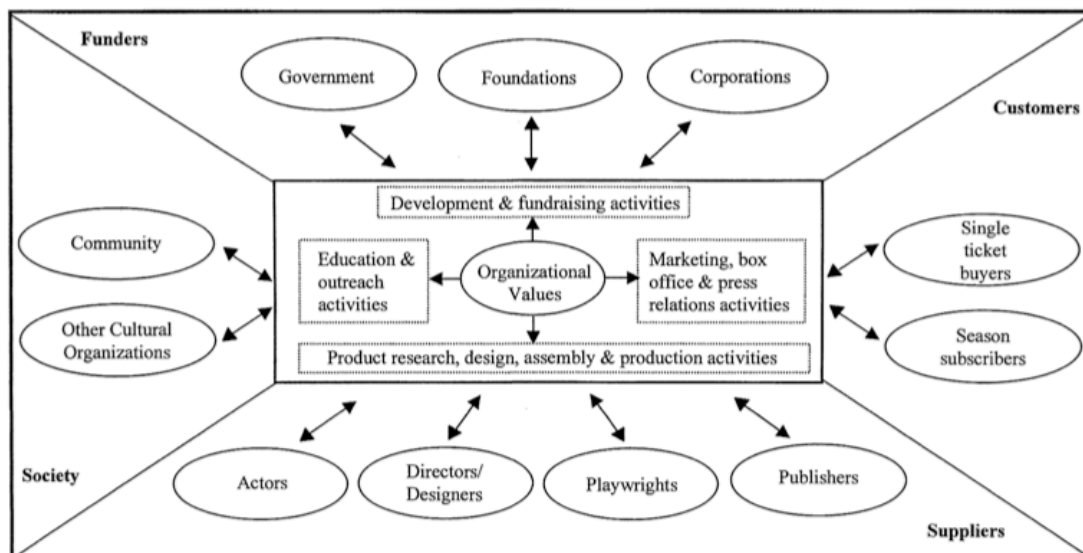 Funders
Government
Foundations
Corporations
Customers
Development & fundraising activities
Community
Education &
outreach
activities
Organizational
Values
Marketing, box
office & press
relations activities
Single
ticket
buyers
Other Cultural
Organizations
Season
subscribers
Product research, design, assembly & production activities
Society
Actors
Directors/
Designers
Playwrights
Publishers
Suppliers